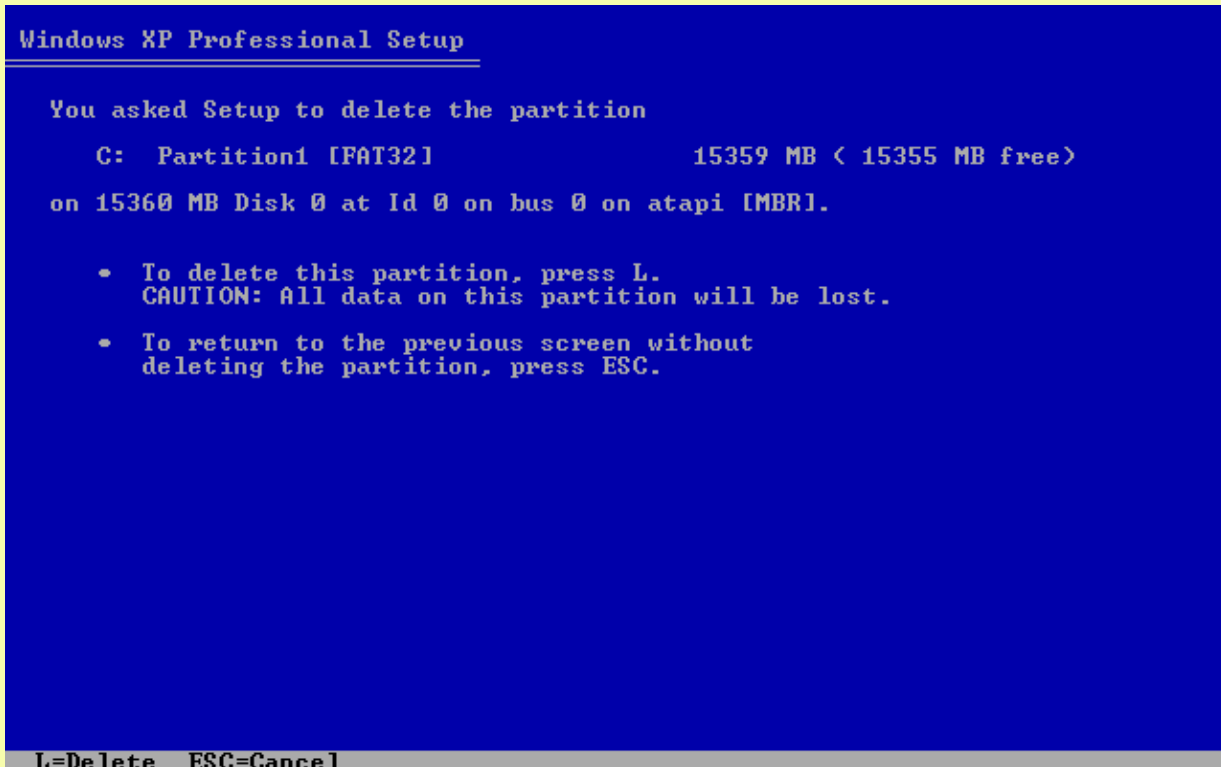 Windows XP Professional Setup
You asked Setup to delete the partition
C: Partition1 [FAT32] 15359 MB ( 15355 MB free)
on 15360 MB Disk 0 at Id 0 on bus 0 on atapi [MBR].
• To delete this partition, press L.
CAUTION: All data on this partition will be lost.
• To return to the previous screen without
deleting the partition, press ESC.
L=Delete ESC=Cancel